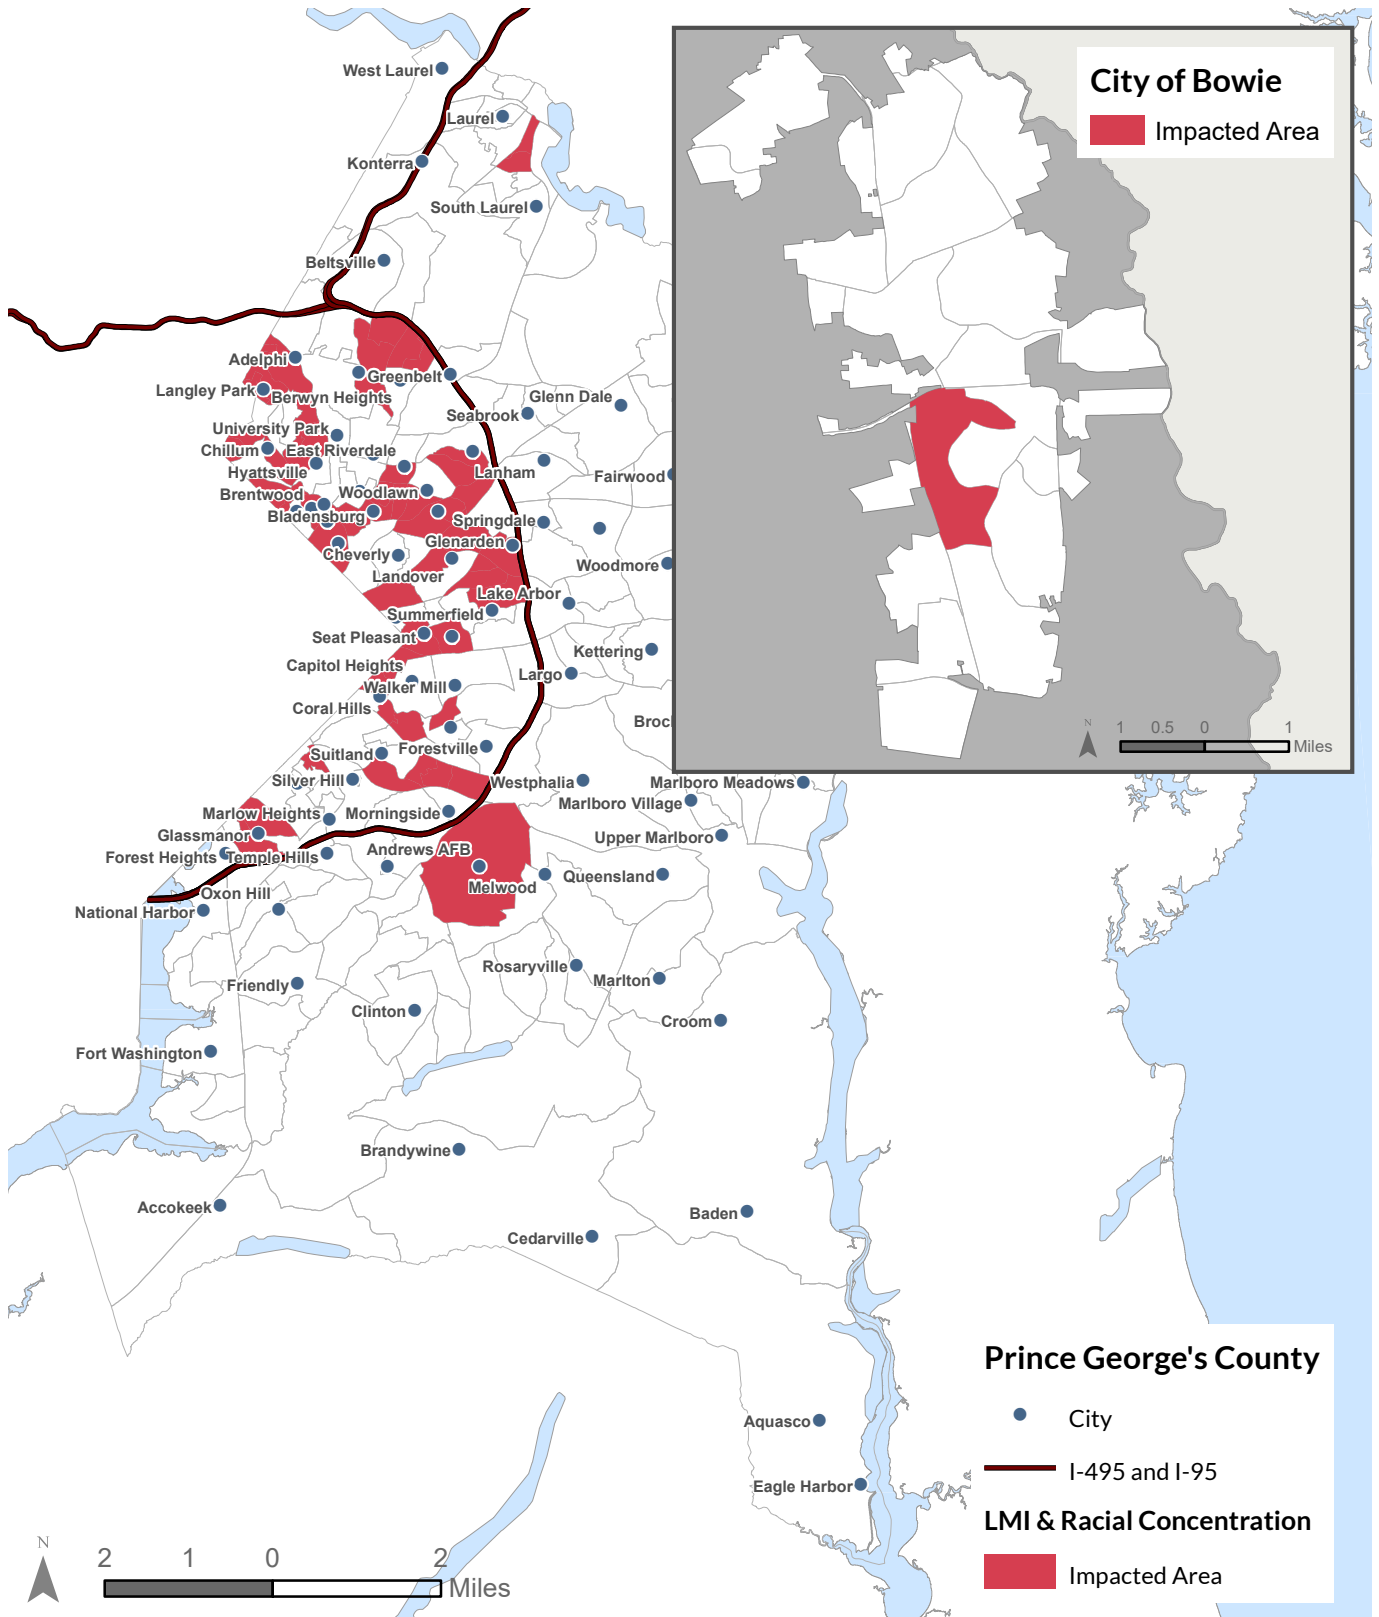 West Laurel
Laurel
Konterra
South Laurel
Beltsville
Adelphi
Langley Park
Greenbelt
Berwyn Heights
Glenn Dale
Seabrook
University Park
Chillum
East Riverdale
Hyattsville
Lanham
Fairwood
Brentwood
Woodlawn
Bladensburg
Springdale
Glenarden
Cheverly
Woodmore
Landover
Lake Arbor
Summerfield
Seat Pleasant
Kettering
Capitol Heights
Largo
Walker Mill
Coral Hills
Suitland
Forestville
Silver Hill
Westphalia
Marlboro Meadows
Marlboro Village
Marlow Heights
Morningside
Glassmanor
Upper Marlboro
Andrews AFB
Forest Heights
Temple Hills
Melwood
Queensland
Oxon Hill
National Harbor
Rosaryville
Marlton
Friendly
Clinton
Croom
Fort Washington
Brandywine
Accokeek
Baden
Cedarville
Aquasco
Eagle Harbor
City of Bowie
Impacted Area
N
1 0.5 0 1
Miles
Prince George's County
City
I-495 and I-95
LMI & Racial Concentration
Impacted Area
N
2 1 0 2
Miles